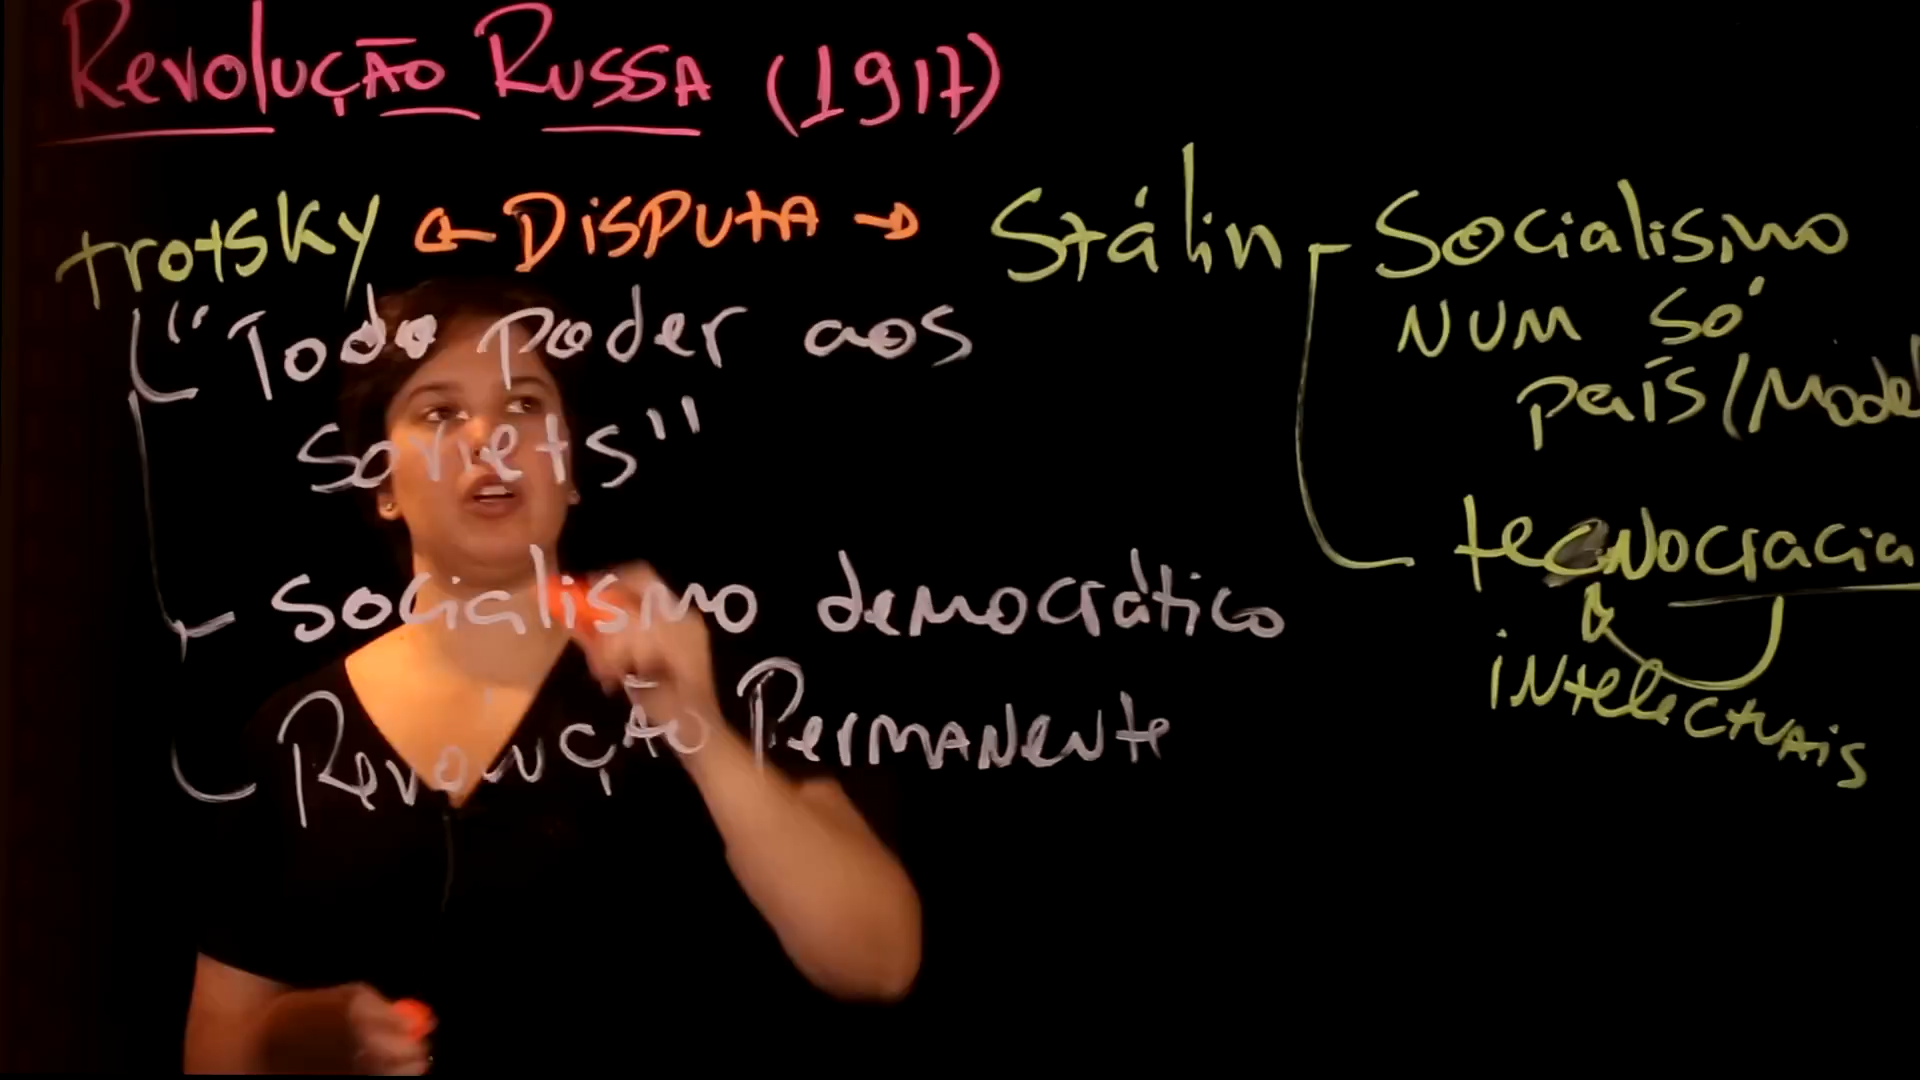 Revolução Russa (1917)
trotsky ← Disputa → Stálin - Socialismo
num só
país/Model
"Todo poder aos
soviets"
tecnocracia
socialismo democrático
intelectuais
Revolução Permanente